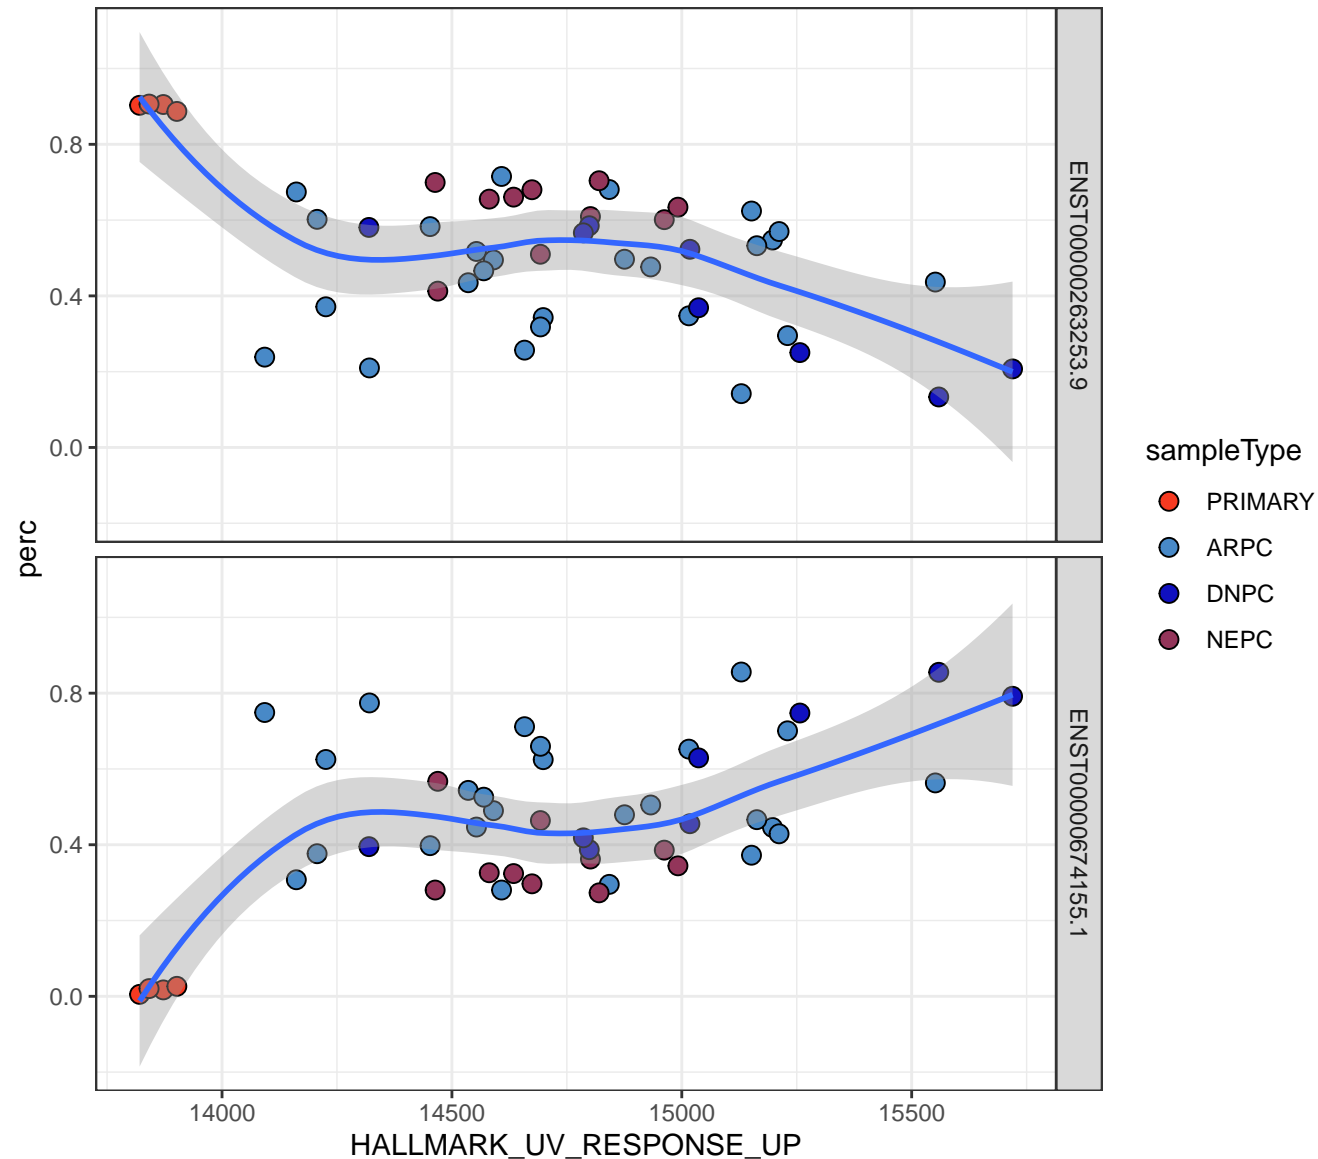 0.8
0.4
0.0
ENST00000263253.9
perc
0.8
0.4
0.0
ENST00000674155.1
14000 14500 15000 15500
HALLMARK_UV_RESPONSE_UP
sampleType
PRIMARY
ARPC
DNPC
NEPC